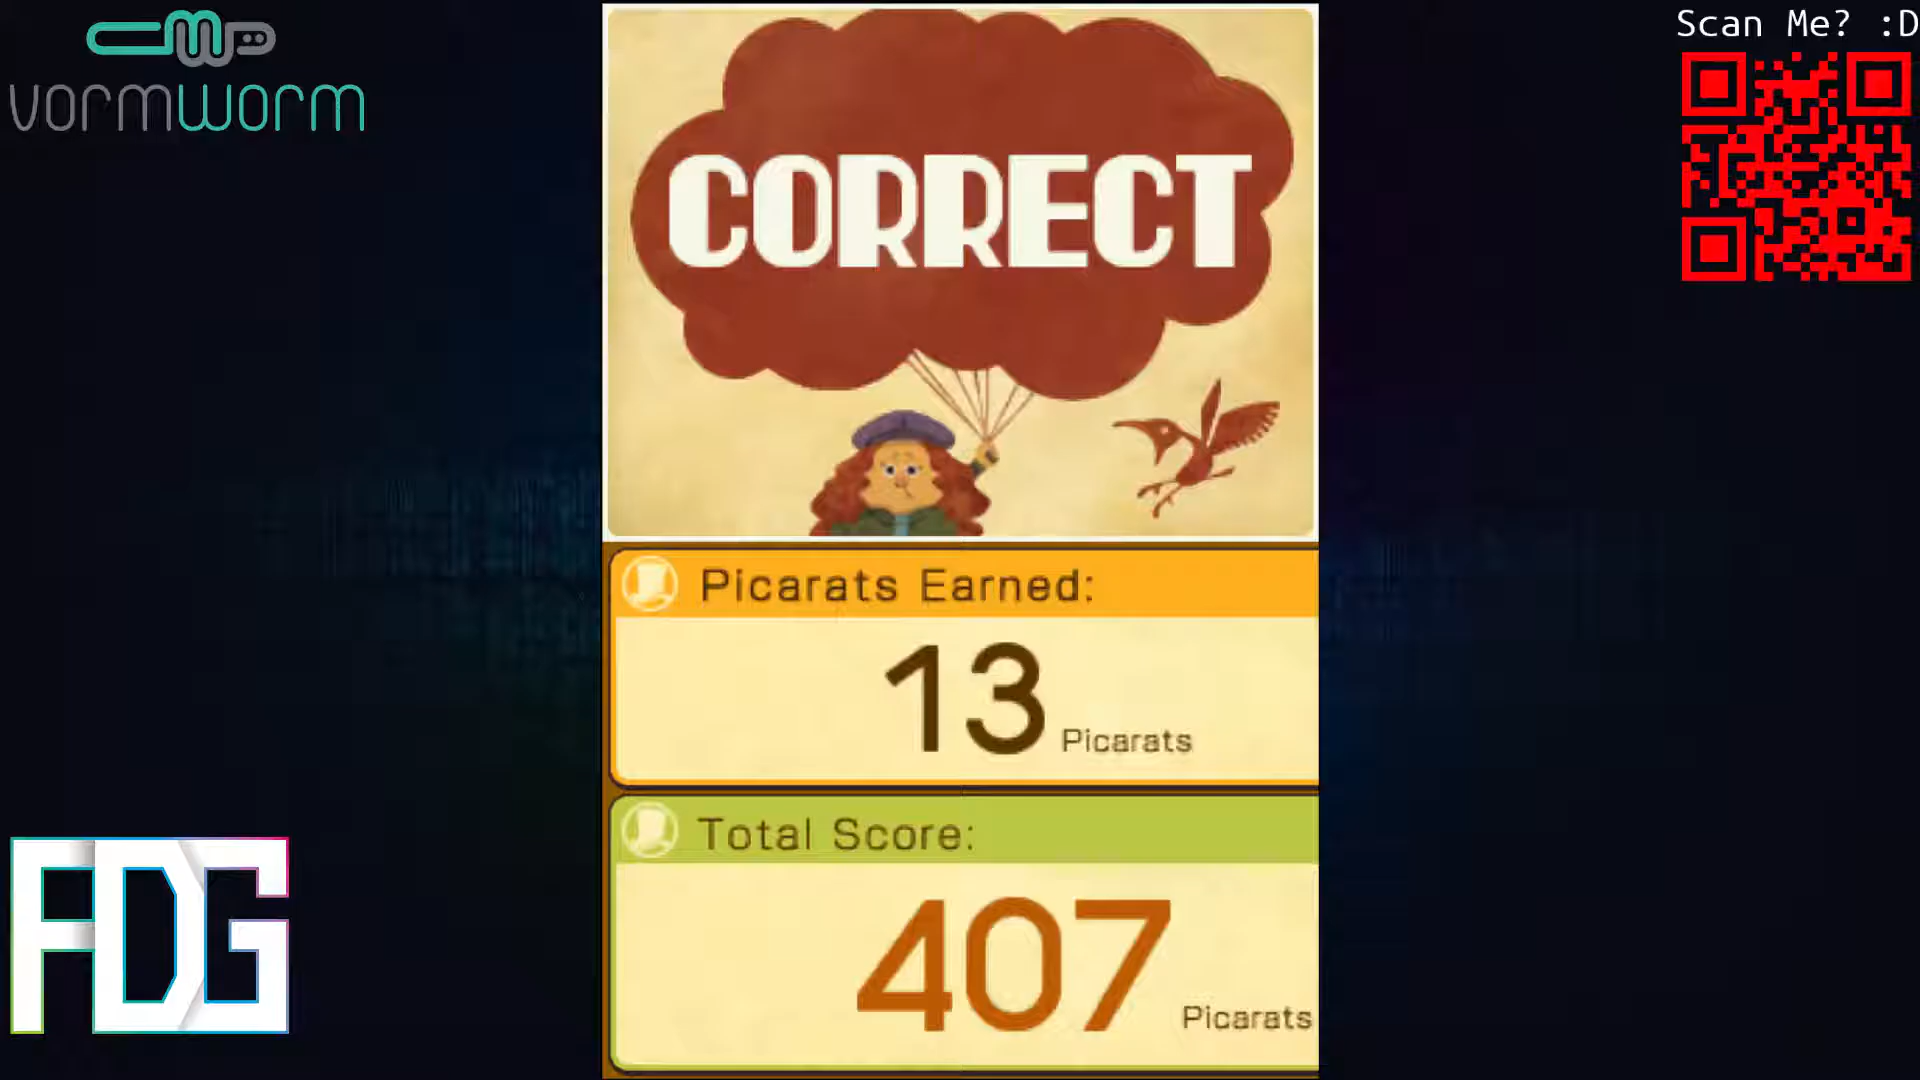 vormworm
Scan Me? :D
CORRECT
Picarats Earned:
13 Picarats
Total Score:
407 Picarats
FDG